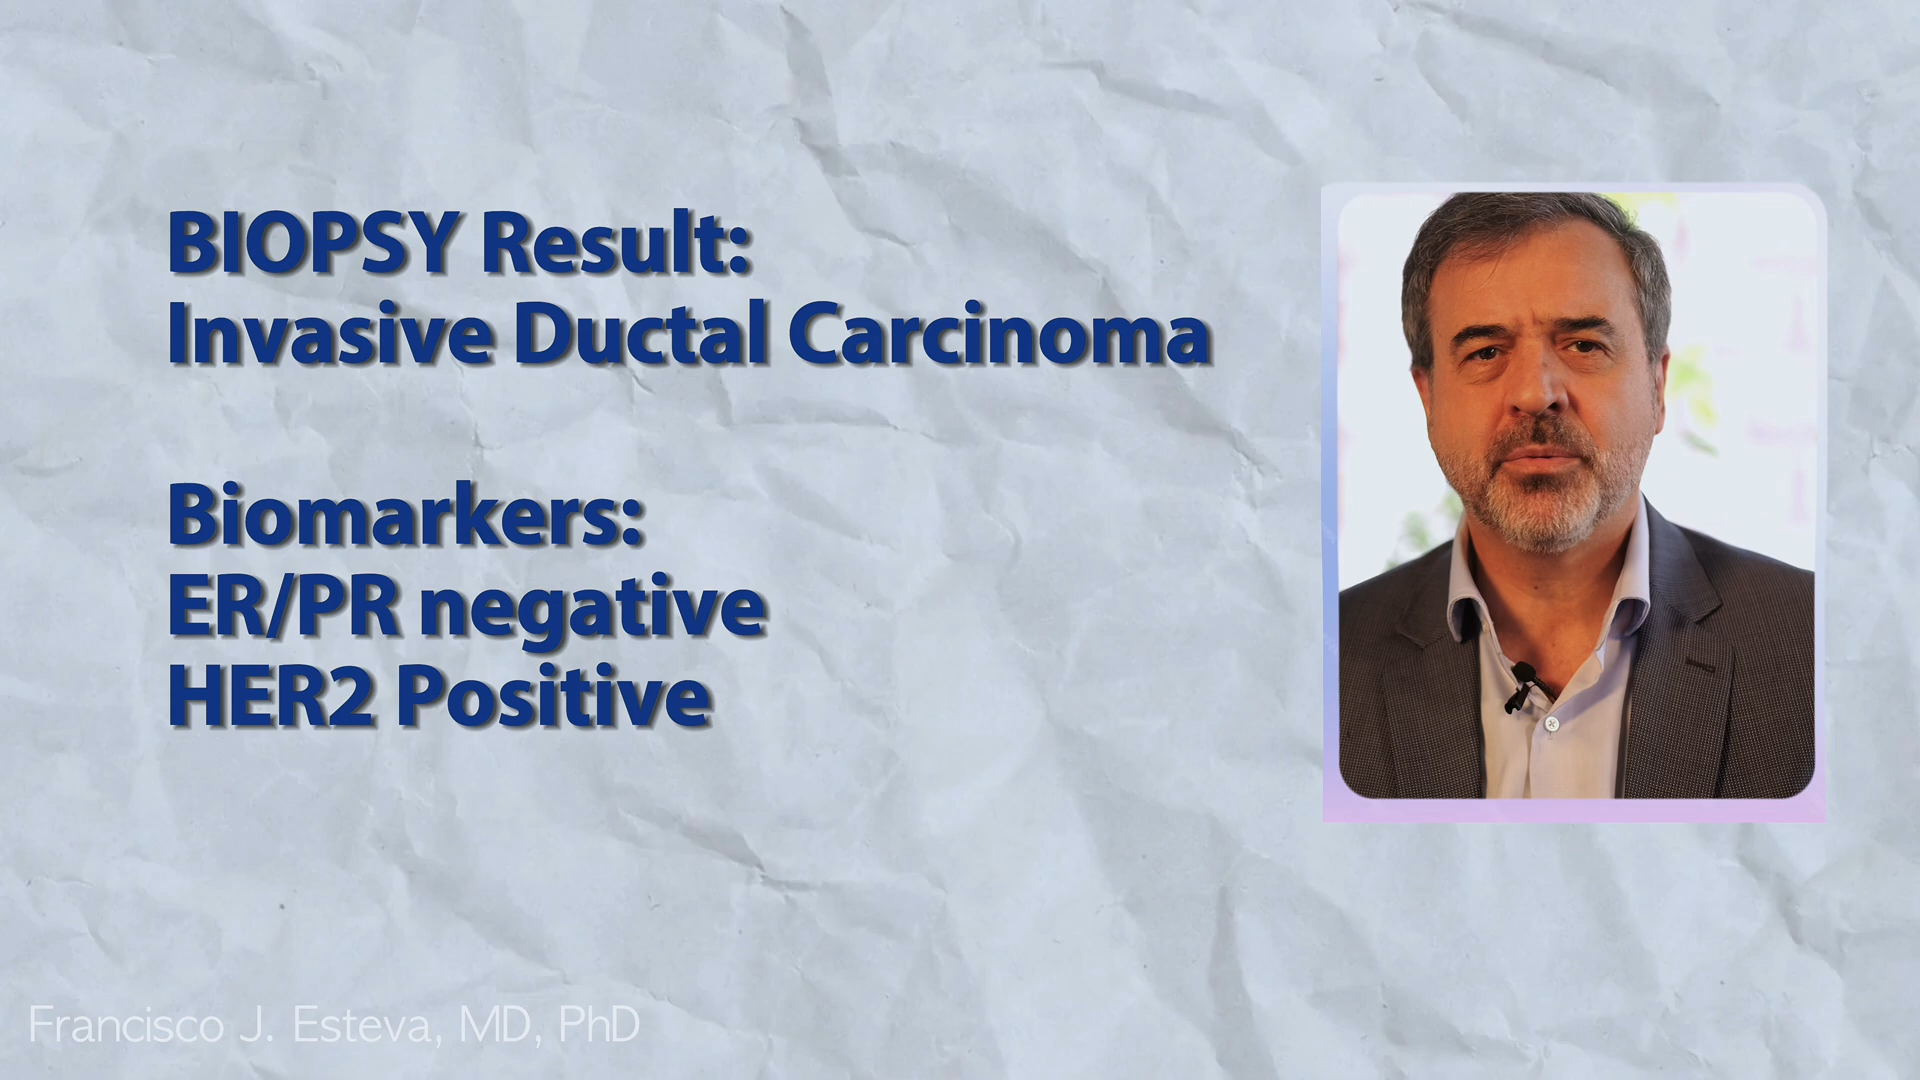 BIOPSY Result:
Invasive Ductal Carcinoma
Biomarkers:
ER/PR negative
HER2 Positive
Francisco J. Esteva, MD, PhD